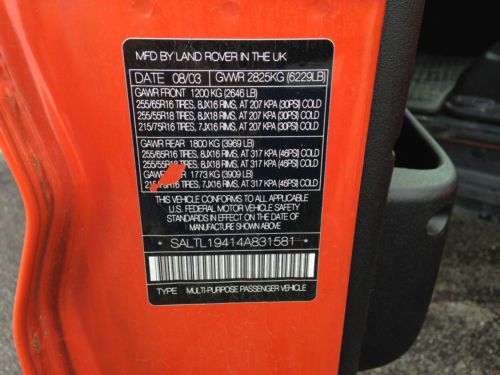 MFD BY LAND ROVER IN THE UK
DATE 08/03 GVWR 2825KG (6229LB)
GAWR FRONT 1200 KG (2646 LB)
255/65R16 TIRES, 8JX16 RIMS, AT 207 KPA (30PSI) COLD
255/55R18 TIRES, 8JX18 RIMS, AT 207 KPA (30PSI) COLD
215/75R16 TIRES, 7JX16 RIMS, AT 207 KPA (30PSI) COLD
GAWR REAR 1800 KG (3969 LB)
255/65R16 TIRES, 8JX16 RIMS, AT 317 KPA (46PSI) COLD
255/55R18 TIRES, 8JX18 RIMS, AT 317 KPA (46PSI) COLD
REAR 1773 KG (3909 LB)
TIRES, 7JX16 RIMS, AT 317 KPA (46PSI) COLD
THIS VEHICLE CONFORMS TO ALL APPLICABLE
U.S. FEDERAL MOTOR VEHICLE SAFETY
STANDARDS IN EFFECT ON THE DATE OF
MANUFACTURE SHOWN ABOVE
SALTL19414A831581
TYPE MULTI-PURPOSE PASSENGER VEHICLE